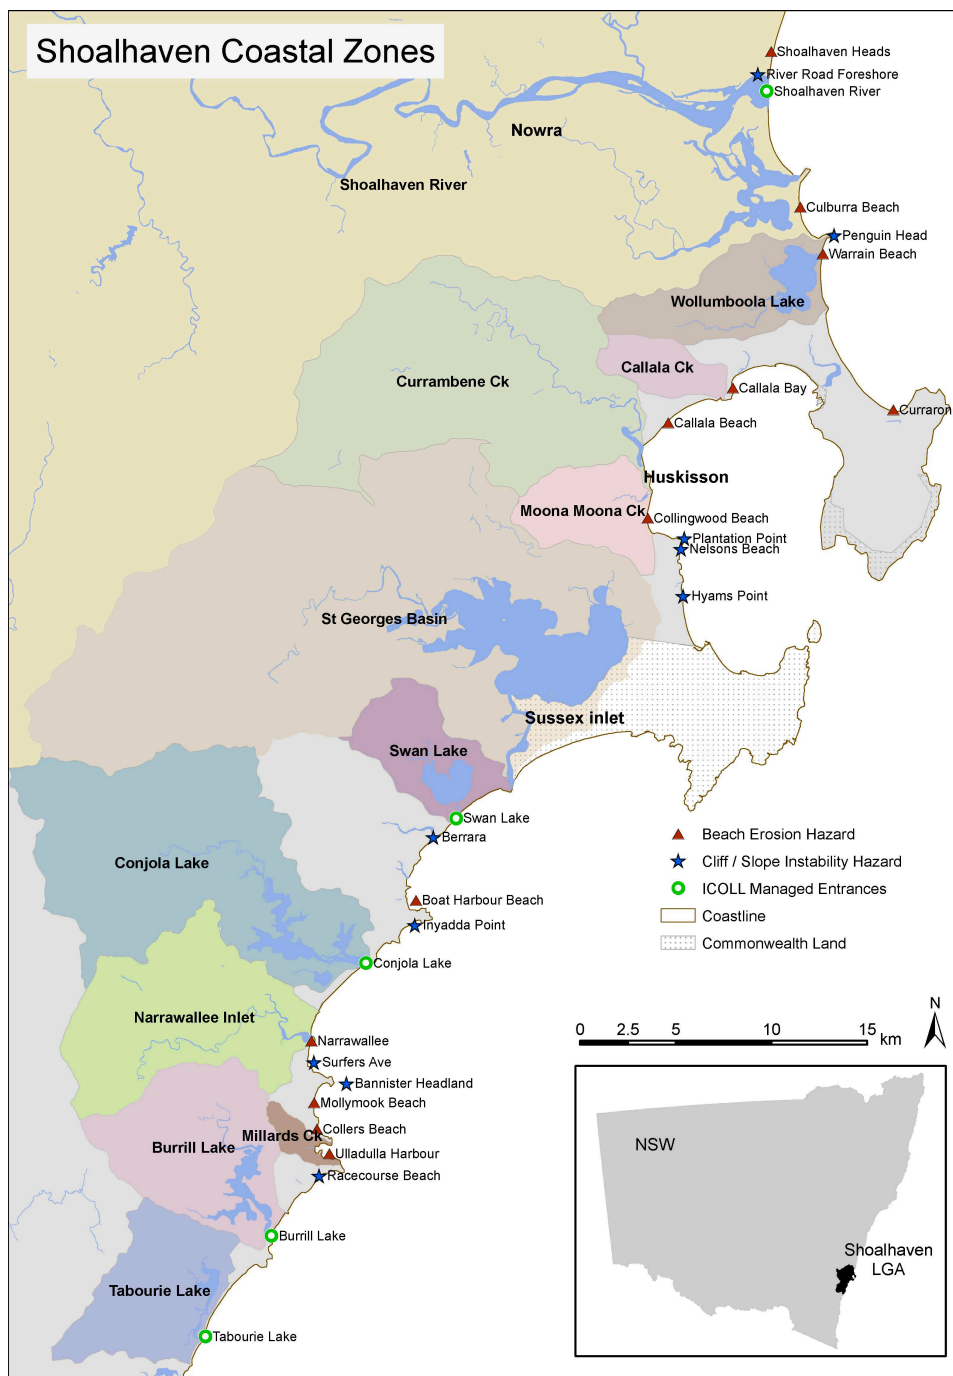 Shoalhaven Coastal Zones
Shoalhaven Heads
River Road Foreshore
Shoalhaven River
Nowra
Shoalhaven River
Culburra Beach
Penguin Head
Warrain Beach
Wollumboola Lake
Callala Ck
Currambene Ck
Callala Bay
Curraron
Callala Beach
Huskisson
Moona Moona Ck
Collingwood Beach
Plantation Point
Nelsons Beach
Hyams Point
St Georges Basin
Sussex inlet
Swan Lake
Swan Lake
Berrara
Beach Erosion Hazard
Cliff / Slope Instability Hazard
ICOLL Managed Entrances
Coastline
Commonwealth Land
Conjola Lake
Boat Harbour Beach
Inyadda Point
Conjola Lake
Narrawallee Inlet
Narrawallee
Surfers Ave
Bannister Headland
Mollymook Beach
Collers Beach
Millards Ck
Burrill Lake
Ulladulla Harbour
Racecourse Beach
Burrill Lake
Tabourie Lake
Tabourie Lake
N
0 2.5 5 10 15
km
NSW
Shoalhaven
LGA